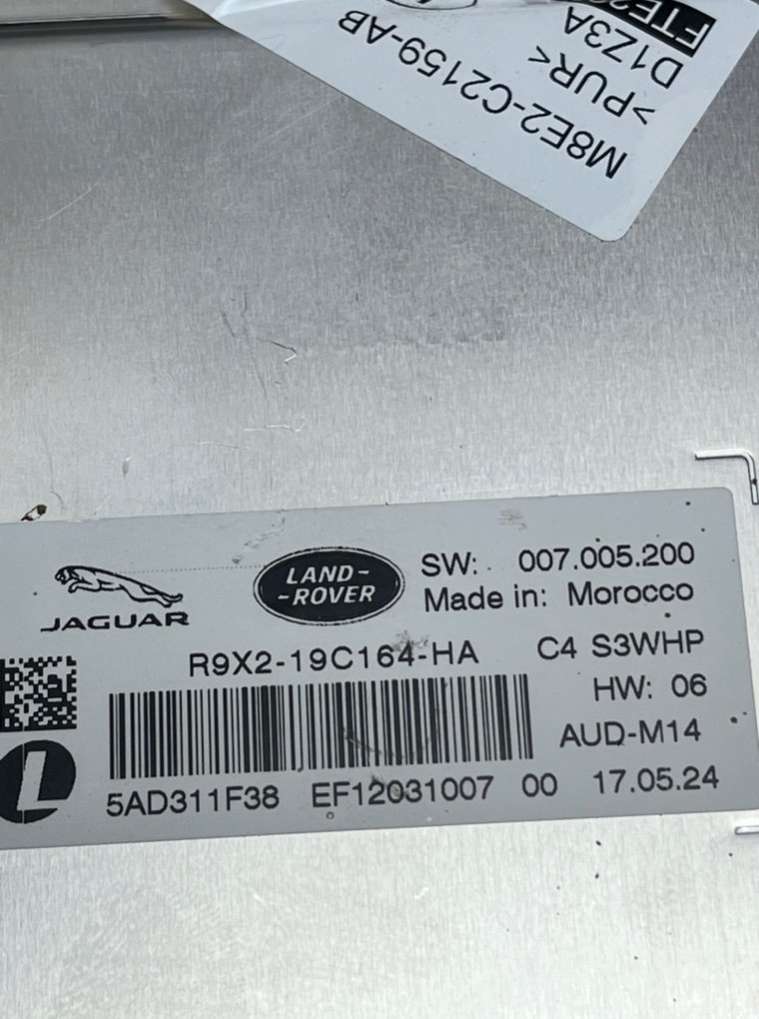 FTE2
D1Z3A
>PUR<
M8E2-C2159-AB
JAGUAR
LAND-
-ROVER
SW: 007.005.200
Made in: Morocco
R9X2-19C164-HA
C4 S3WHP
HW: 06
AUD-M14
L
5AD311F38 EF12031007 00 17.05.24